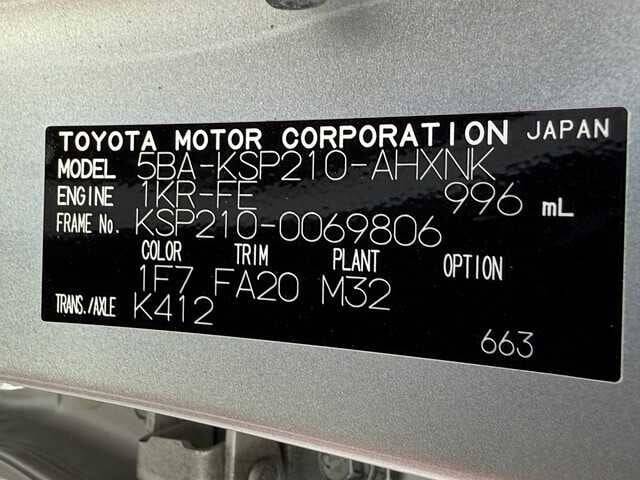 TOYOTA MOTOR CORPORATION JAPAN
MODEL 5BA-KSP210-AHXNK
ENGINE 1KR-FE 996 mL
FRAME No. KSP210-0069806
COLOR TRIM PLANT OPTION
1F7 FA20 M32
TRANS./AXLE K412
663